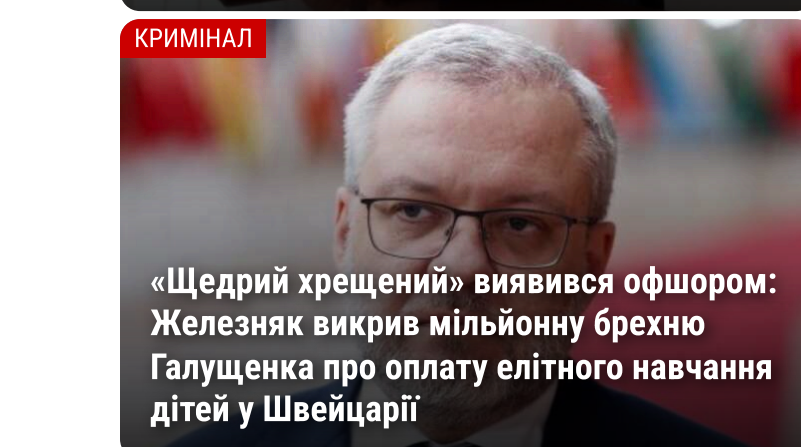 КРИМІНАЛ
«Щедрий хрещений» виявився офшором:
Железняк викрив мільйонну брехню
Галущенка про оплату елітного навчання
дітей у Швейцарії